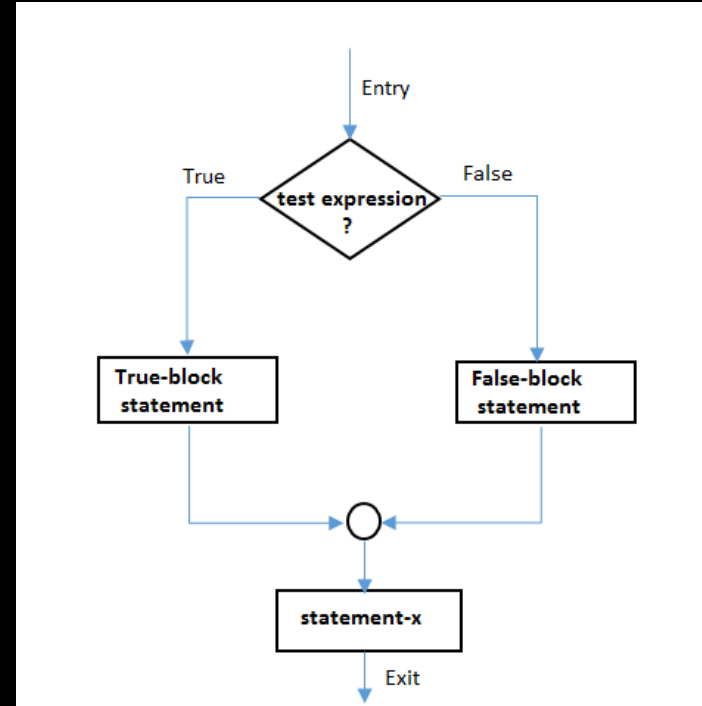 Entry
True
False
test expression
?
True-block
statement
False-block
statement
statement-x
Exit